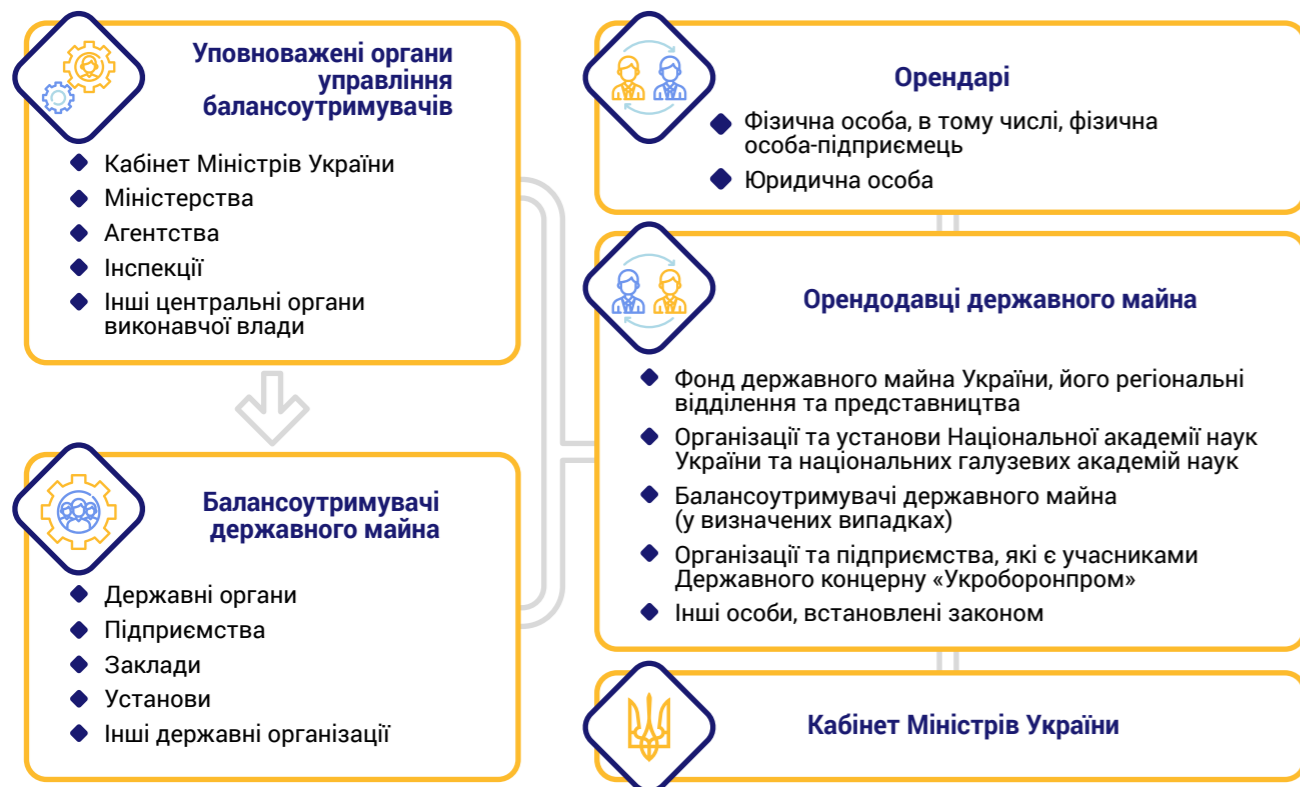 Уповноважені органи
управління
балансоутримувачів
Кабінет Міністрів України
Міністерства
Агентства
Інспекції
Інші центральні органи
виконавчої влади
Балансоутримувачі
державного майна
Державні органи
Підприємства
Заклади
Установи
Інші державні організації
Орендарі
Фізична особа, в тому числі, фізична
особа-підприємець
Юридична особа
Орендодавці державного майна
Фонд державного майна України, його регіональні
відділення та представництва
Організації та установи Національної академії наук
України та національних галузевих академій наук
Балансоутримувачі державного майна
(у визначених випадках)
Організації та підприємства, які є учасниками
Державного концерну «Укроборонпром»
Інші особи, встановлені законом
Кабінет Міністрів України